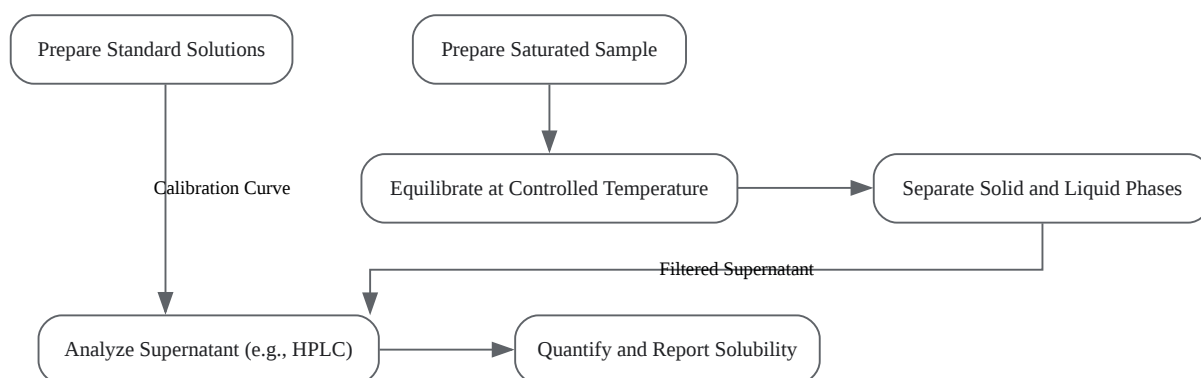 Prepare Standard Solutions
Prepare Saturated Sample
Calibration Curve
Equilibrate at Controlled Temperature
Separate Solid and Liquid Phases
Filtered Supernatant
Analyze Supernatant (e.g., HPLC)
Quantify and Report Solubility